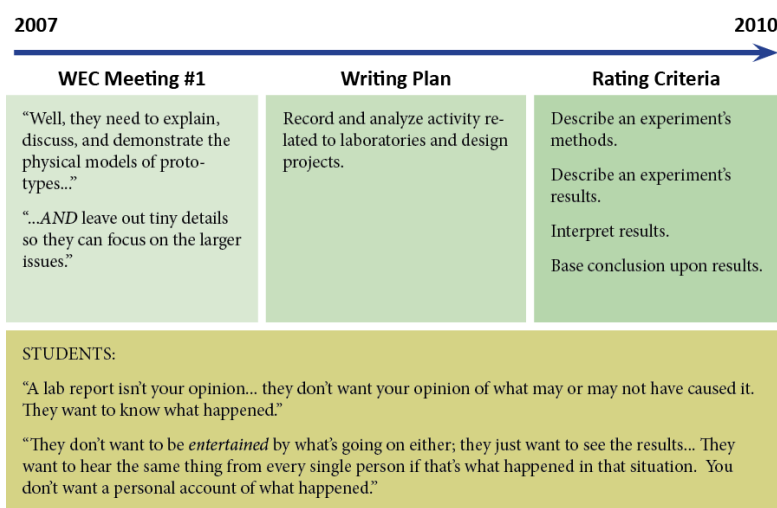 2007
2010
WEC Meeting #1
Writing Plan
Rating Criteria
“Well, they need to explain,
discuss, and demonstrate the
physical models of proto-
types...”
“...AND leave out tiny details
so they can focus on the larger
issues.”
Record and analyze activity re-
lated to laboratories and design
projects.
Describe an experiment’s
methods.
Describe an experiment’s
results.
Interpret results.
Base conclusion upon results.
STUDENTS:
“A lab report isn’t your opinion... they don’t want your opinion of what may or may not have caused it.
They want to know what happened.”
“They don’t want to be entertained by what’s going on either; they just want to see the results... They
want to hear the same thing from every single person if that’s what happened in that situation.  You
don’t want a personal account of what happened.”